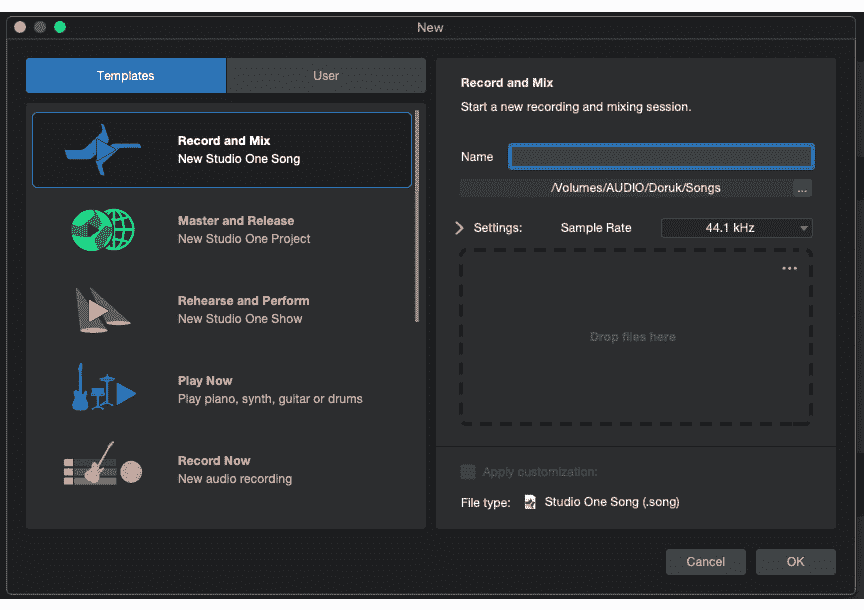 New
Templates
User
Record and Mix
New Studio One Song
Master and Release
New Studio One Project
Rehearse and Perform
New Studio One Show
Play Now
Play piano, synth, guitar or drums
Record Now
New audio recording
Record and Mix
Start a new recording and mixing session.
Name
/Volumes/AUDIO/Doruk/Songs
...
Settings: Sample Rate 44.1 kHz
Drop files here
Apply customization:
File type: Studio One Song (.song)
Cancel
OK